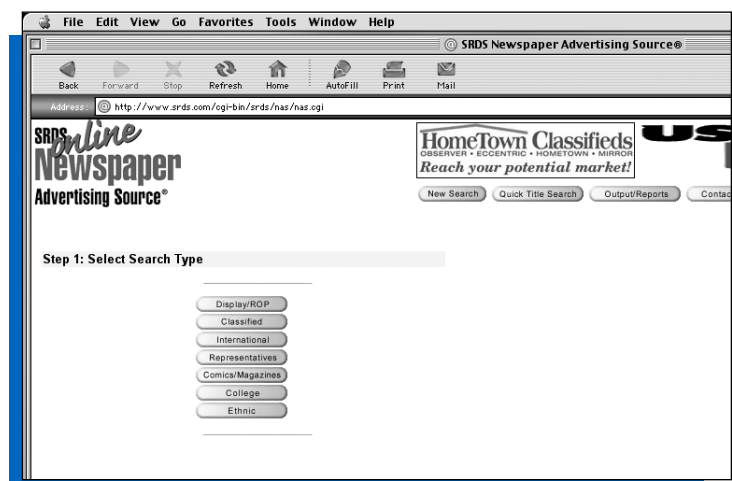 File Edit View Go Favorites Tools Window Help
SRDS Newspaper Advertising Source®
Back Forward Stop Refresh Home AutoFill Print Mail
Address: http://www.srds.com/cgi-bin/srds/nas/nas.cgi
SRDS online
Newspaper
Advertising Source®
HomeTown Classifieds
OBSERVER • ECCENTRIC • HOMETOWN • MIRROR
Reach your potential market!
US
New Search Quick Title Search Output/Reports Contac
Step 1: Select Search Type
Display/ROP
Classified
International
Representatives
Comics/Magazines
College
Ethnic